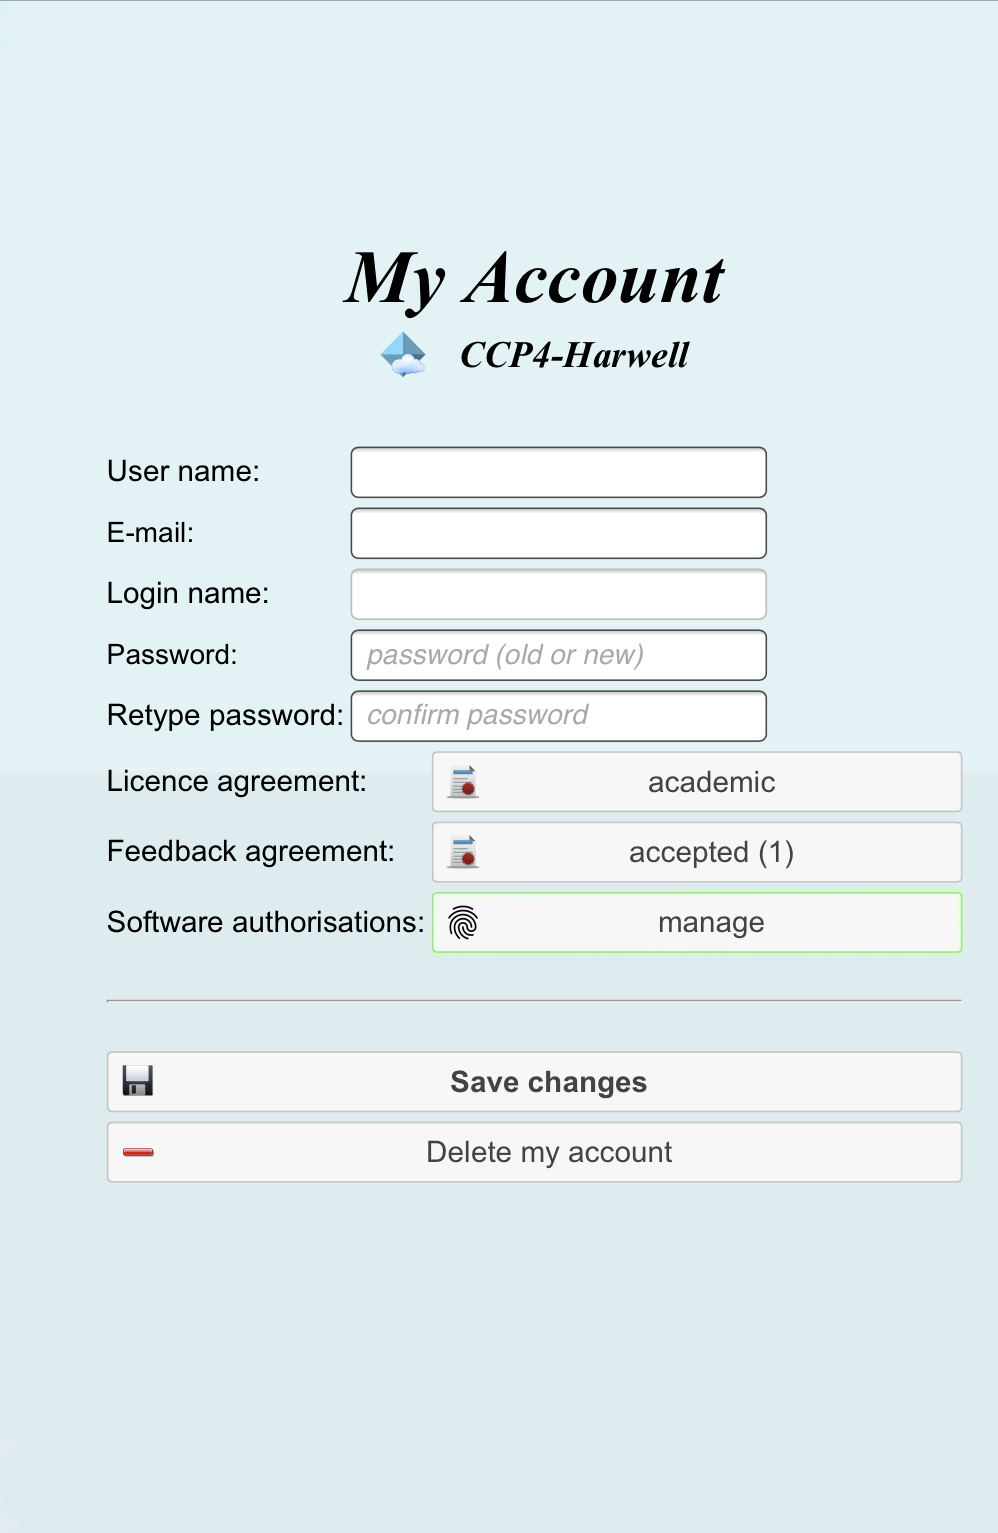 My Account
CCP4-Harwell
User name:
E-mail:
Login name:
Password: password (old or new)
Retype password: confirm password
Licence agreement: academic
Feedback agreement: accepted (1)
Software authorisations: manage
Save changes
Delete my account